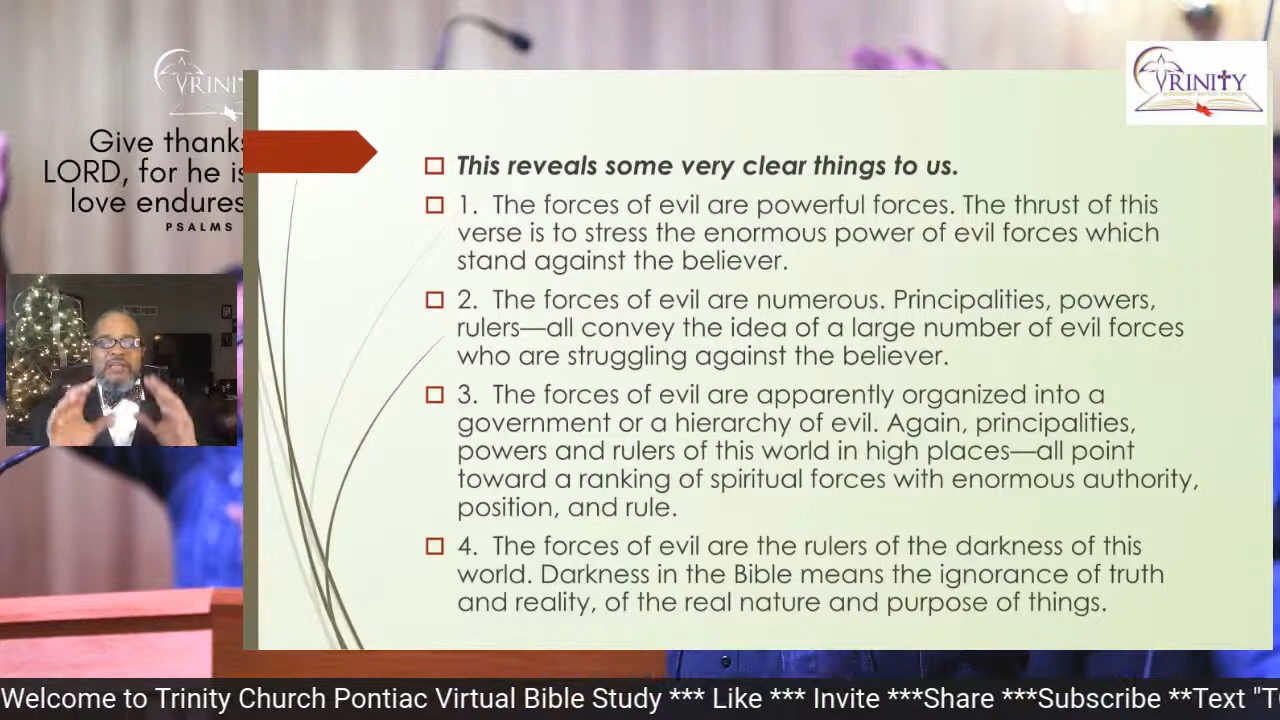 Give thanks
LORD, for he is
love endures
PSALMS
TRINITY
This reveals some very clear things to us.
1. The forces of evil are powerful forces. The thrust of this
verse is to stress the enormous power of evil forces which
stand against the believer.
2. The forces of evil are numerous. Principalities, powers,
rulers—all convey the idea of a large number of evil forces
who are struggling against the believer.
3. The forces of evil are apparently organized into a
government or a hierarchy of evil. Again, principalities,
powers and rulers of this world in high places—all point
toward a ranking of spiritual forces with enormous authority,
position, and rule.
4. The forces of evil are the rulers of the darkness of this
world. Darkness in the Bible means the ignorance of truth
and reality, of the real nature and purpose of things.
Welcome to Trinity Church Pontiac Virtual Bible Study *** Like *** Invite ***Share ***Subscribe **Text "T